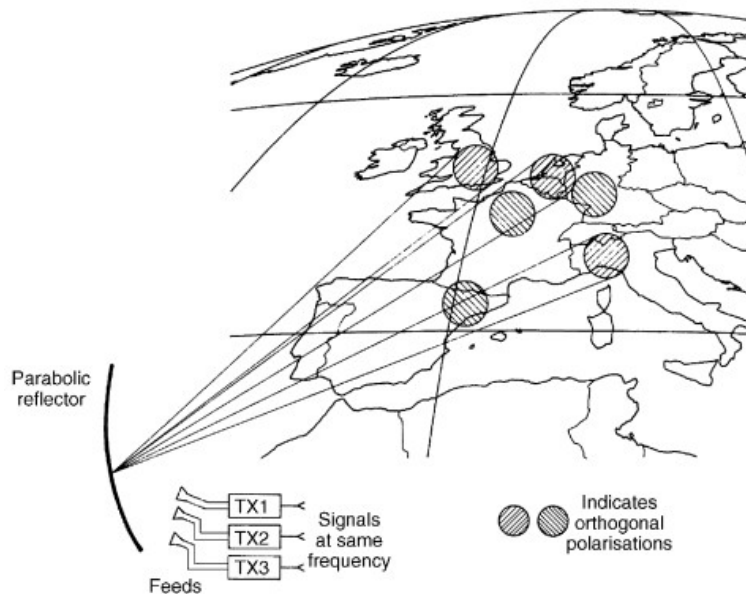 Parabolic
reflector
TX1
TX2
TX3
Feeds
Signals
at same
frequency
Indicates
orthogonal
polarisations